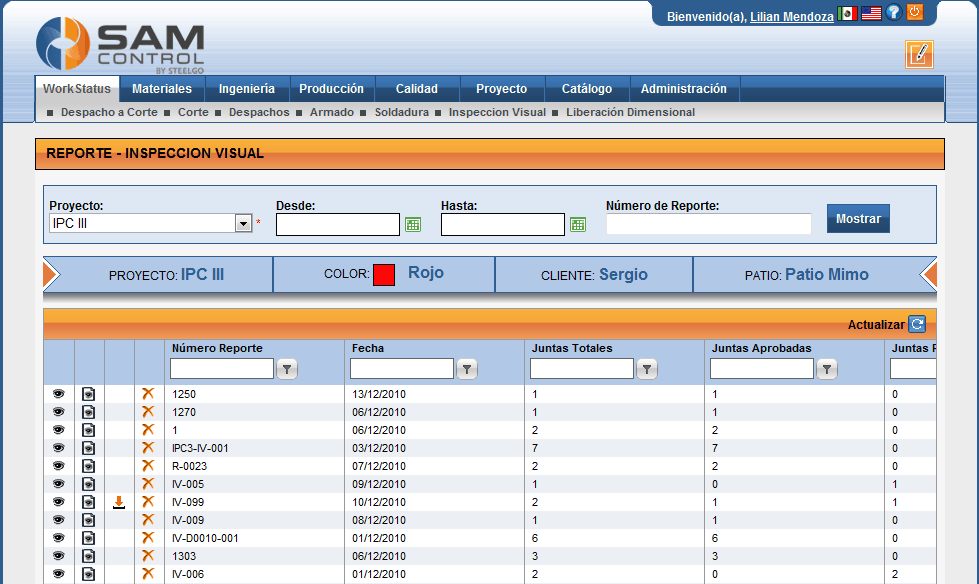 Bienvenido(a), Lilian Mendoza
SAM
CONTROL
BY STEELGO
WorkStatus Materiales Ingeniería Producción Calidad Proyecto Catálogo Administración
Despacho a Corte Corte Despachos Armado Soldadura Inspeccion Visual Liberación Dimensional
REPORTE - INSPECCION VISUAL
Proyecto: Desde: Hasta: Número de Reporte:
IPC III * Mostrar
PROYECTO: IPC III COLOR: Rojo CLIENTE: Sergio PATIO: Patio Mimo
Actualizar
Número Reporte Fecha Juntas Totales Juntas Aprobadas Juntas
1250 13/12/2010 1 1 0
1270 06/12/2010 1 1 0
1 06/12/2010 2 2 0
IPC3-IV-001 03/12/2010 7 7 0
R-0023 07/12/2010 2 2 0
IV-005 09/12/2010 1 0 1
IV-099 10/12/2010 2 1 1
IV-009 08/12/2010 1 1 0
IV-D0010-001 01/12/2010 6 6 0
1303 06/12/2010 3 3 0
IV-006 01/12/2010 2 0 2